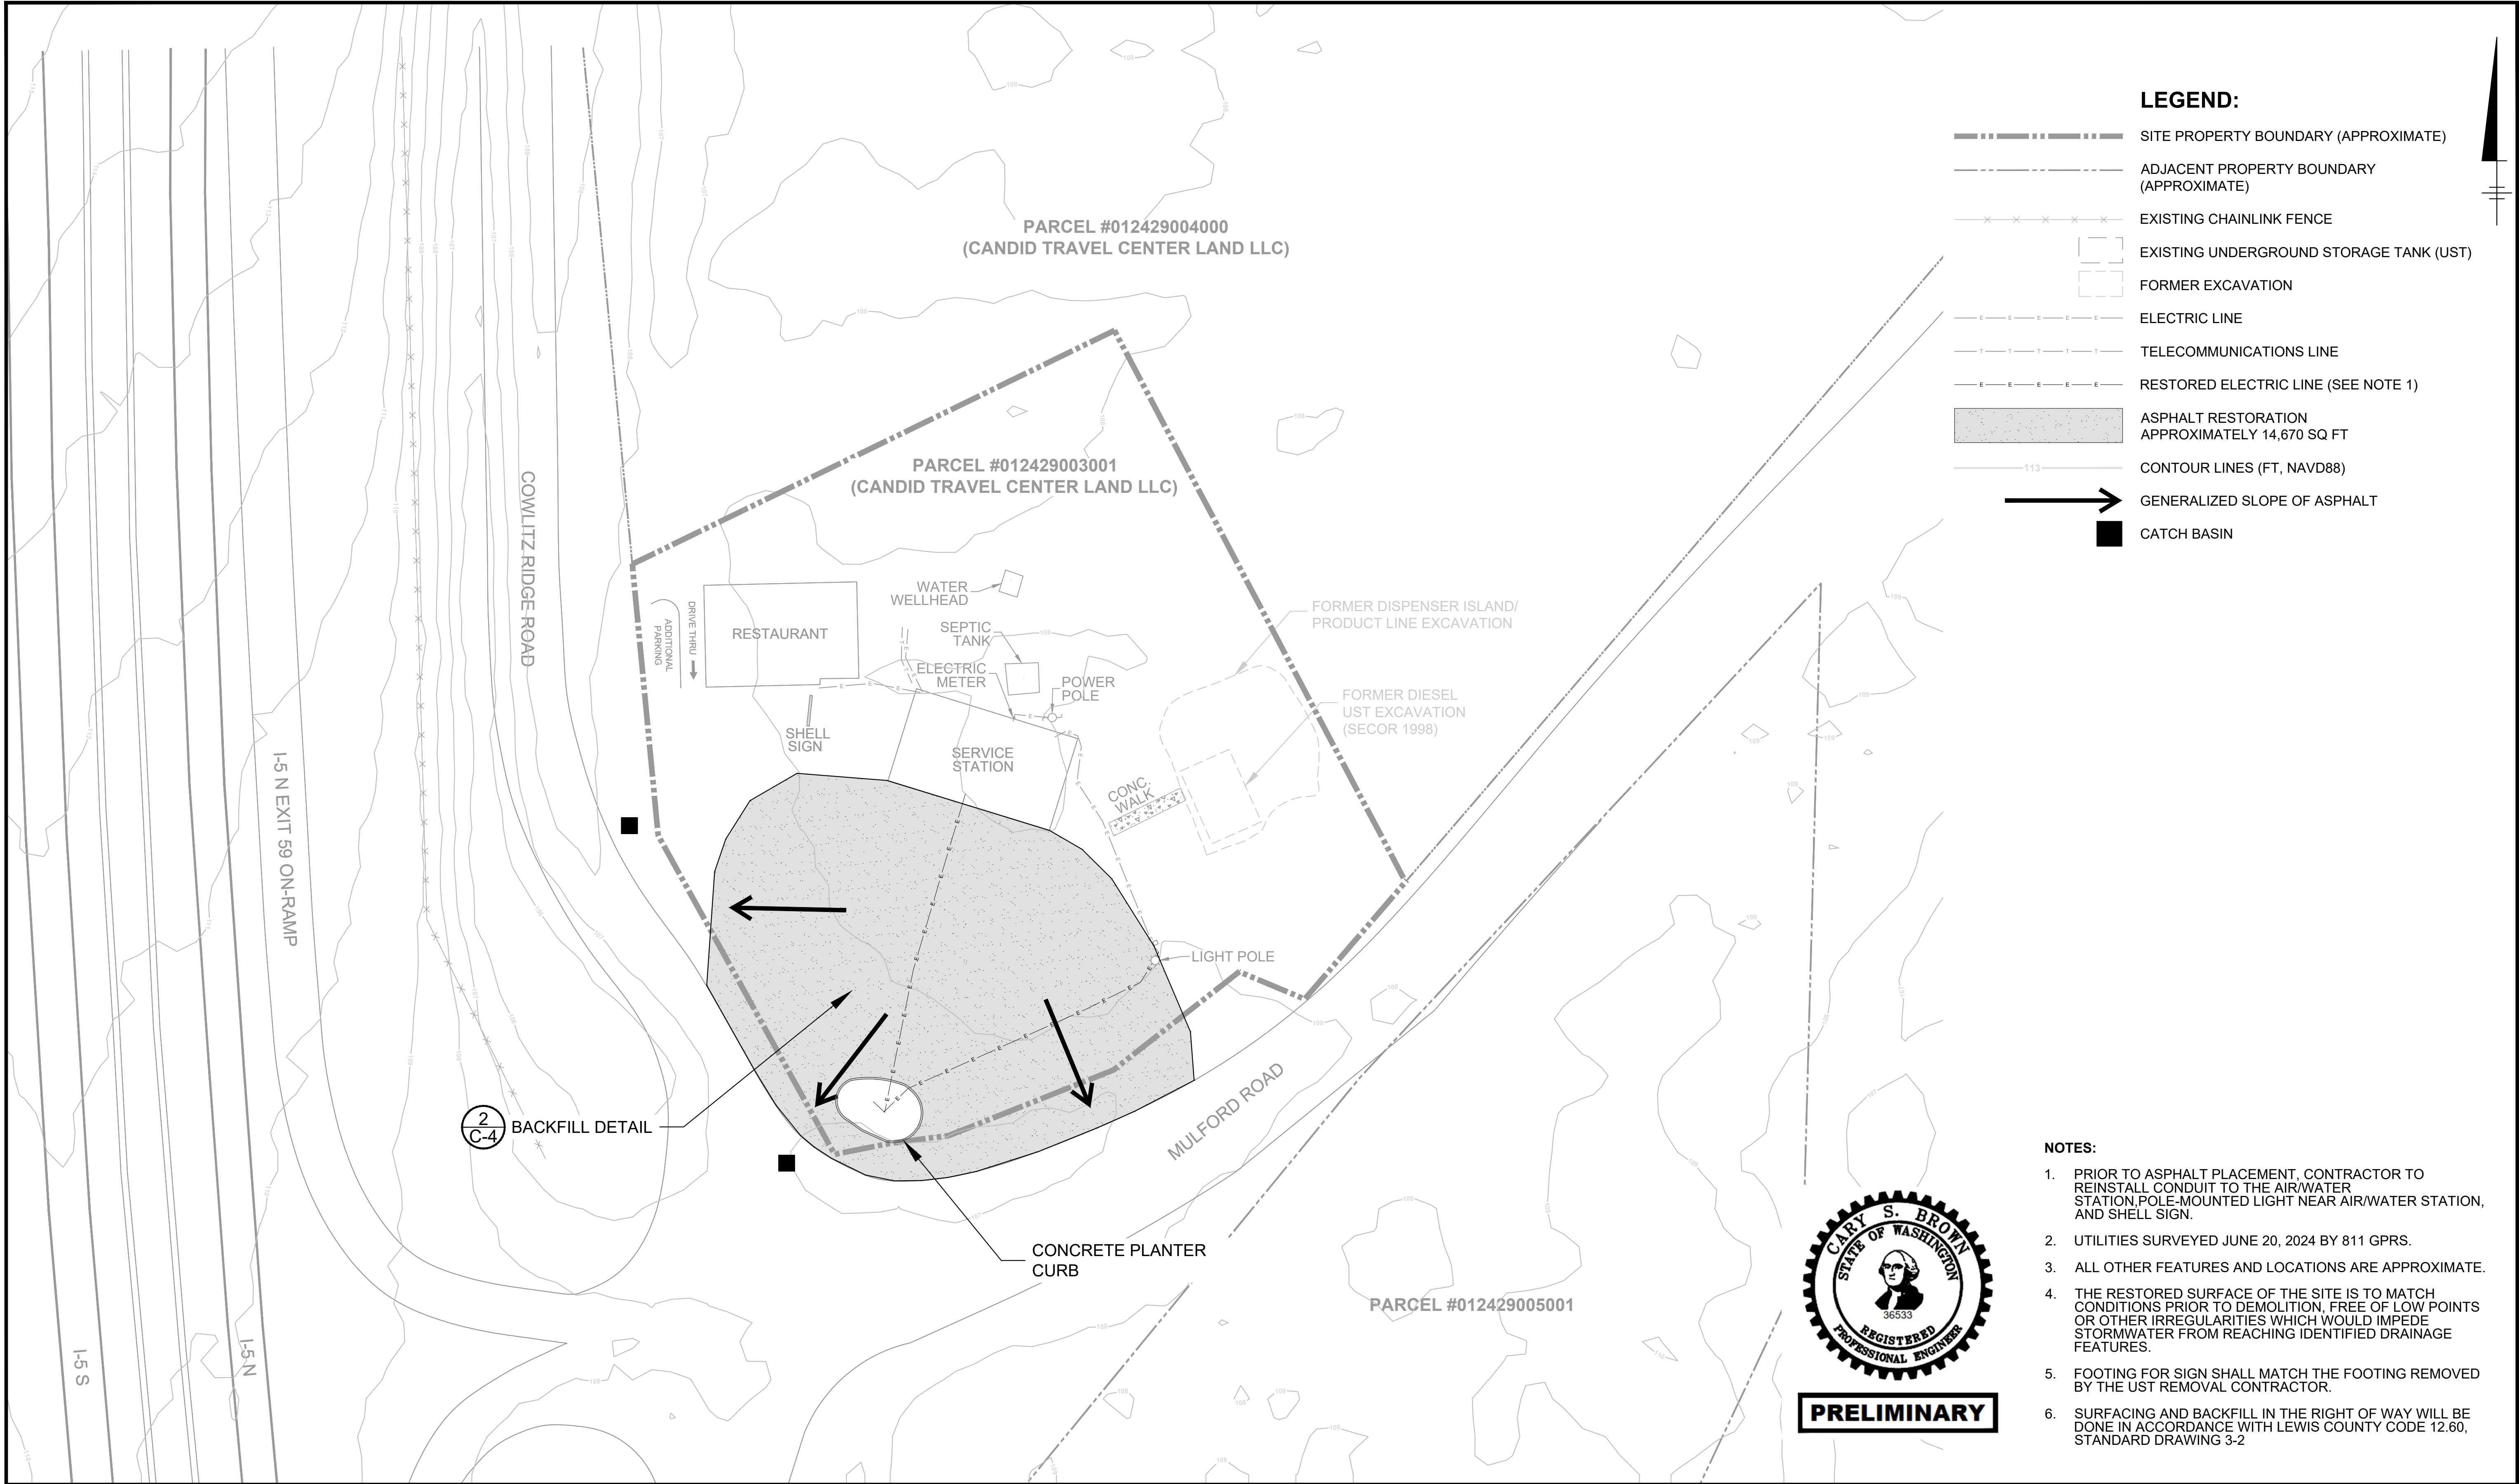 LEGEND:
SITE PROPERTY BOUNDARY (APPROXIMATE)
ADJACENT PROPERTY BOUNDARY
(APPROXIMATE)
EXISTING CHAINLINK FENCE
EXISTING UNDERGROUND STORAGE TANK (UST)
FORMER EXCAVATION
ELECTRIC LINE
TELECOMMUNICATIONS LINE
RESTORED ELECTRIC LINE (SEE NOTE 1)
ASPHALT RESTORATION
APPROXIMATELY 14,670 SQ FT
113
CONTOUR LINES (FT, NAVD88)
GENERALIZED SLOPE OF ASPHALT
CATCH BASIN
PARCEL #012429004000
(CANDID TRAVEL CENTER LAND LLC)
PARCEL #012429003001
(CANDID TRAVEL CENTER LAND LLC)
COWLITZ RIDGE ROAD
I-5 N EXIT 59 ON-RAMP
I-5 S
I-5 N
ADDITIONAL
PARKING
DRIVE THRU
RESTAURANT
WATER
WELLHEAD
SEPTIC
TANK
ELECTRIC
METER
POWER
POLE
SHELL
SIGN
SERVICE
STATION
CONC.
WALK
FORMER DISPENSER ISLAND/
PRODUCT LINE EXCAVATION
FORMER DIESEL
UST EXCAVATION
(SECOR 1998)
LIGHT POLE
MULFORD ROAD
2
C-4
BACKFILL DETAIL
CONCRETE PLANTER
CURB
PARCEL #012429005001
CARY S. BROWN
STATE OF WASHINGTON
36533
REGISTERED
PROFESSIONAL ENGINEER
PRELIMINARY
NOTES:
1. PRIOR TO ASPHALT PLACEMENT, CONTRACTOR TO
REINSTALL CONDUIT TO THE AIR/WATER
STATION,POLE-MOUNTED LIGHT NEAR AIR/WATER STATION,
AND SHELL SIGN.
2. UTILITIES SURVEYED JUNE 20, 2024 BY 811 GPRS.
3. ALL OTHER FEATURES AND LOCATIONS ARE APPROXIMATE.
4. THE RESTORED SURFACE OF THE SITE IS TO MATCH
CONDITIONS PRIOR TO DEMOLITION, FREE OF LOW POINTS
OR OTHER IRREGULARITIES WHICH WOULD IMPEDE
STORMWATER FROM REACHING IDENTIFIED DRAINAGE
FEATURES.
5. FOOTING FOR SIGN SHALL MATCH THE FOOTING REMOVED
BY THE UST REMOVAL CONTRACTOR.
6. SURFACING AND BACKFILL IN THE RIGHT OF WAY WILL BE
DONE IN ACCORDANCE WITH LEWIS COUNTY CODE 12.60,
STANDARD DRAWING 3-2